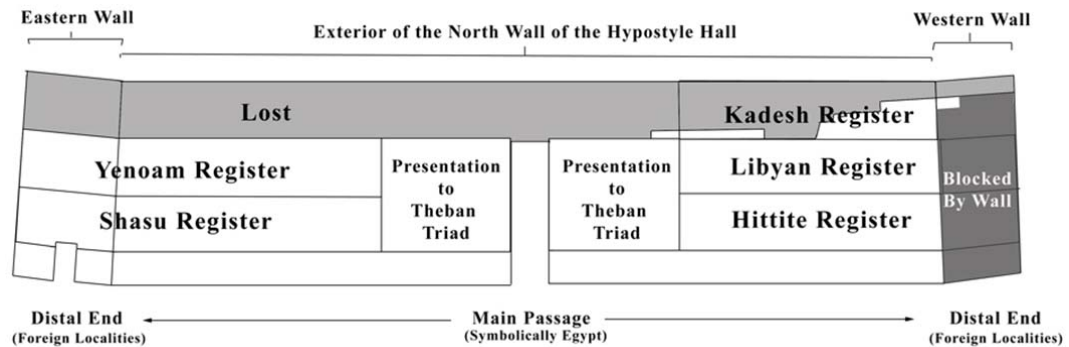 Eastern Wall
Exterior of the North Wall of the Hypostyle Hall
Western Wall
Lost
Kadesh Register
Yenoam Register
Presentation
to
Theban
Triad
Presentation
to
Theban
Triad
Libyan Register
Blocked
By Wall
Shasu Register
Hittite Register
Distal End
(Foreign Localities)
Main Passage
(Symbolically Egypt)
Distal End
(Foreign Localities)